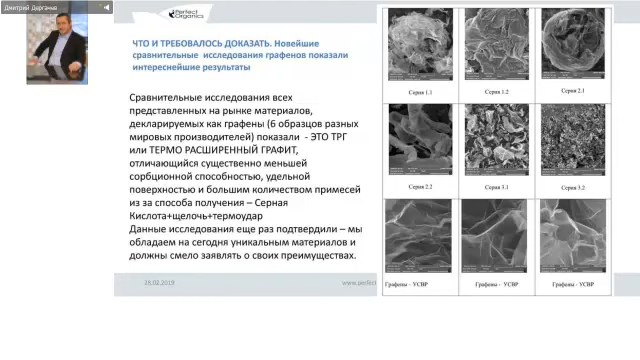 Дмитрий Дарганов
Perfect
Organics
ЧТО И ТРЕБОВАЛОСЬ ДОКАЗАТЬ. Новейшие
сравнительные исследования графенов показали
интереснейшие результаты
Сравнительные исследования всех
представленных на рынке материалов,
декларируемых как графены (6 образцов разных
мировых производителей) показали - ЭТО ТРГ
или ТЕРМО РАСШИРЕННЫЙ ГРАФИТ,
отличающийся существенно меньшей
сорбционной способностью, удельной
поверхностью и большим количеством примесей
из за способа получения – Серная
Кислота+щелочь+термоудар
Данные исследования еще раз подтвердили – мы
обладаем на сегодня уникальным материалов и
должны смело заявлять о своих преимуществах.
28.02.2019
www.perfect
Серия 1.1
Серия 1.2
Серия 2.1
Серия 2.2
Серия 3.1
Серия 3.2
Графены - УСВР
Графены - УСВР
Графены - УСВР